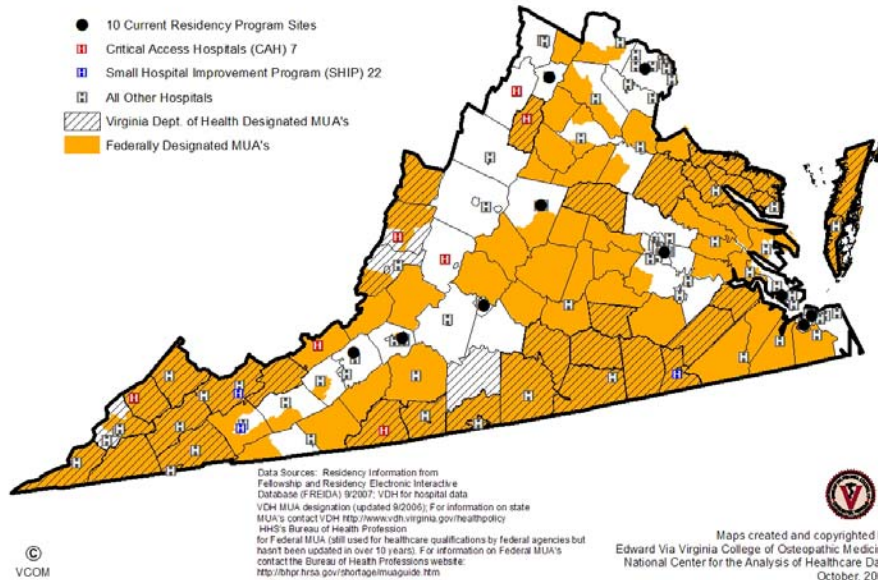 10 Current Residency Program Sites
H Critical Access Hospitals (CAH) 7
H Small Hospital Improvement Program (SHIP) 22
H All Other Hospitals
Virginia Dept. of Health Designated MUA's
Federally Designated MUA's
Data Sources: Residency Information from
Fellowship and Residency Electronic Interactive
Database (FREIDA) 9/2007; VDH for hospital data
VDH MUA designation (updated 9/2006); For information on state
MUA's contact VDH http://www.vdh.virginia.gov/healthpolicy
HHS's Bureau of Health Profession
for Federal MUA (still used for healthcare qualifications by federal agencies but
hasn't been updated in over 10 years). For information on Federal MUA's
contact the Bureau of Health Professions website:
http://bhpr.hrsa.gov/shortage/muaguide.htm
©
VCOM
Maps created and copyrighted
Edward Via Virginia College of Osteopathic Medicin
National Center for the Analysis of Healthcare Da
October, 20